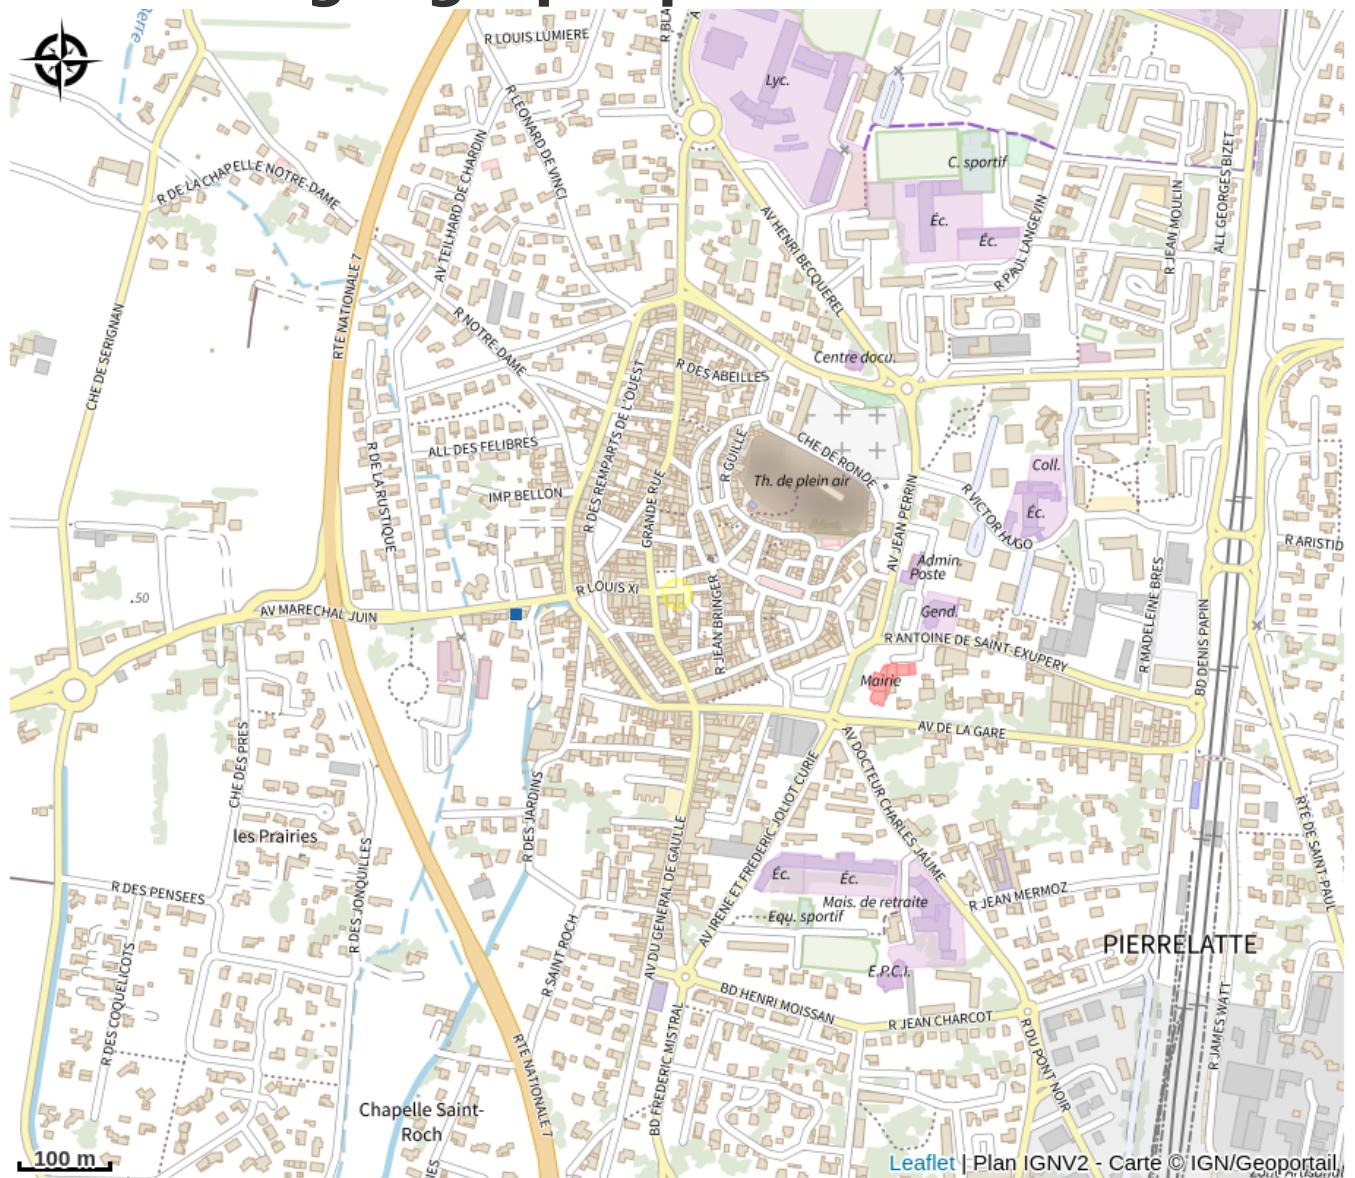 R LOUIS LUMIERE
Lyc.
R LEONARD DE VINCI
AV TEILHARD DE CHARDIN
C. sportif
R DE LA CHAPELLE NOTRE-DAME
AV HENRI BECQUEREL
Éc.
Éc.
R PAUL LANGEVIN
R JEAN MOULIN
ALL GEORGES BIZET
RTE NATIONALE 7
CHE DE SERIGNAN
R NOTRE-DAME
Centre docu.
R DES ABEILLES
R DES REMPARTS DE L'OUEST
ALL DES FELIBRES
R GUILLE
CHE DE RONDE
R DE LA RUSTIQUE
IMP BELLON
GRANDE RUE
Th. de plein air
Coll.
Éc.
R VICTOR HUGO
AV JEAN PERRIN
R ARISTID
Admin.
Poste
R LOUIS XI
R JEAN BRINGER
.50
AV MARECHAL JUIN
Gend.
R MADELEINE BRES
BD DENIS PAPIN
R ANTOINE DE SAINT-EXUPERY
Mairie
AV DE LA GARE
CHE DES PRES
R DES JARDINS
AV IRENE ET FREDERIC JOLIOT CURIE
AV DOCTEUR CHARLES JAUME
les Prairies
AV DU GENERAL DE GAULLE
RTE DE SAINT-PAUL
R DES PENSEES
R DES JONQUILLES
Éc.
Éc.
Mais. de retraite
R JEAN MERMOZ
Equ. sportif
R SAINT ROCH
PIERRELATTE
R DES COQUELICOTS
E.P.C.I.
BD HENRI MOISSAN
R JEAN CHARCOT
R JAMES WATT
RTE NATIONALE 7
BD FREDERIC MISTRAL
R DU PONT NOIR
Chapelle Saint-
Roch
100 m
Leaflet | Plan IGNV2 - Carte © IGN/Geoportail